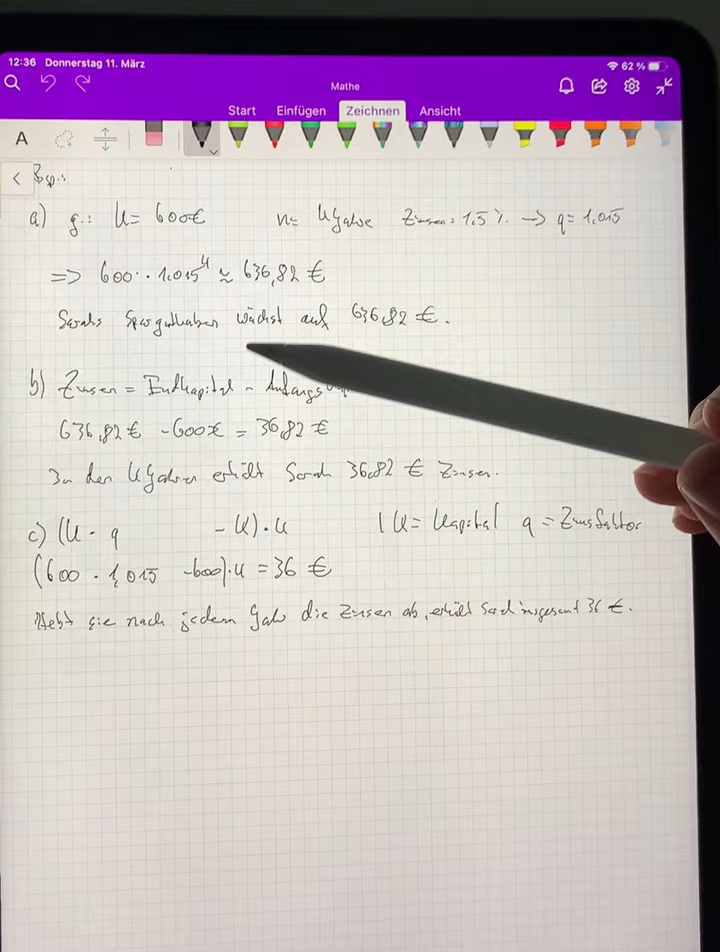 12:36 Donnerstag 11. März 62 %
Mathe
Start Einfügen Zeichnen Ansicht
A
Bsp.:
a) g.: K = 600€ n = 4 Jahre Zinsen: 1,5 % → q = 1,015
=> 600 · 1,015⁴ ≈ 636,82 €
Sarahs Sparguthaben wächst auf 636,82 €.
b) Zinsen = Endkapital - Anfangs
636,82 € - 600 € = 36,82 €
In den 4 Jahren erhält Sarah 36,82 € Zinsen.
c) (K · q - K) · 4 | K = Kapital q = Zinsfaktor
(600 · 1,015 - 600) · 4 = 36 €
Hebt sie nach jedem Jahr die Zinsen ab, erhält Sarah insgesamt 36 €.